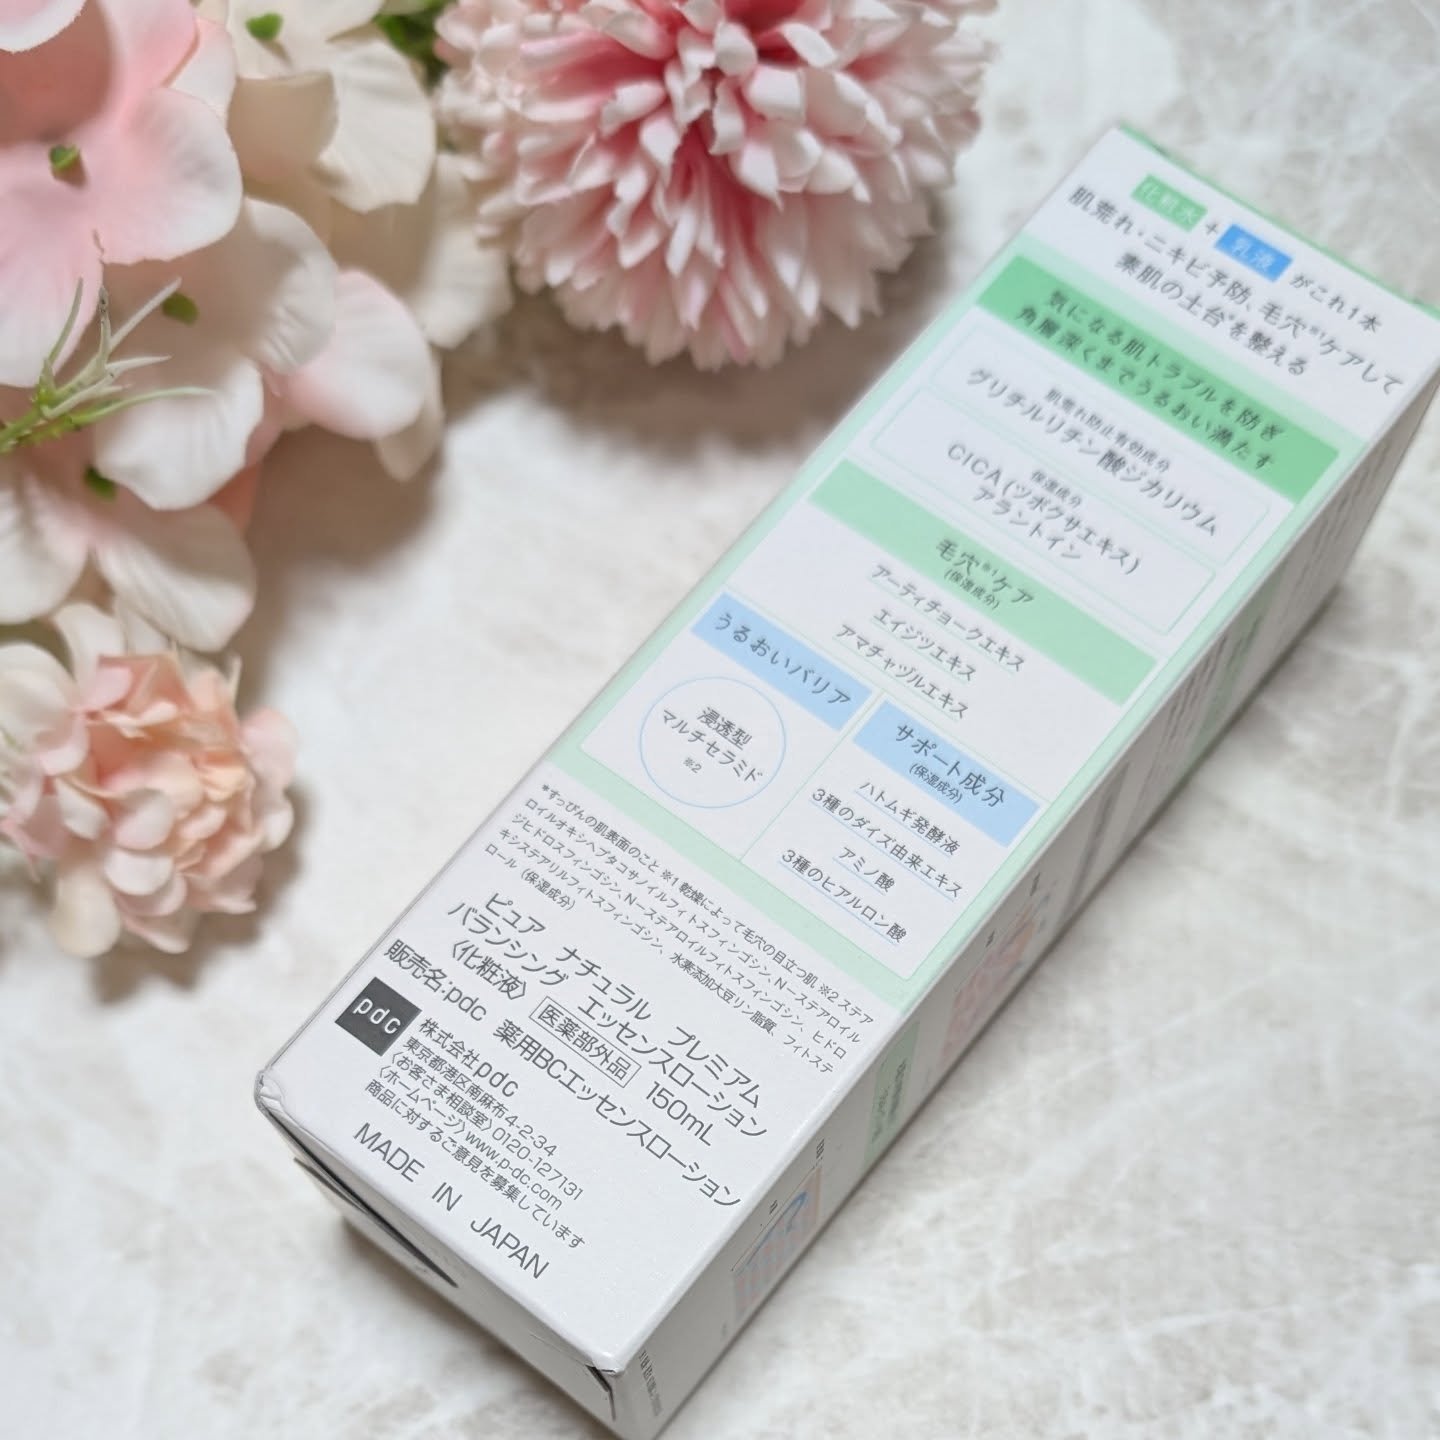 化粧水 + 乳液 がこれ1本
肌荒れ・ニキビ予防、毛穴※1ケアして
素肌の土台*を整える
気になる肌トラブルを防ぎ
角層深くまでうるおい満たす
肌荒れ防止有効成分
グリチルリチン酸ジカリウム
保湿成分
CICA(ツボクサエキス)
アラントイン
毛穴※1ケア
(保湿成分)
アーティチョークエキス
エイジツエキス
アマチャヅルエキス
うるおいバリア
浸透型
マルチセラミド
※2
サポート成分
(保湿成分)
ハトムギ発酵液
3種のダイズ由来エキス
アミノ酸
3種のヒアルロン酸
*すっぴんの肌表面のこと ※1 乾燥によって毛穴の目立つ肌 ※2 ステア
ロイルオキシヘプタコサノイルフィトスフィンゴシン、N-ステアロイル
ジヒドロスフィンゴシン、N-ステアロイルフィトスフィンゴシン、ヒドロ
キシステアリルフィトスフィンゴシン、水素添加大豆リン脂質、フィトステ
ロール (保湿成分)
ピュア ナチュラル プレミアム
バランシング エッセンスローション
〈化粧液〉 医薬部外品 150mL
販売名:pdc 薬用BCエッセンスローション
pdc
株式会社pdc
東京都港区南麻布4-2-34
〈お客さま相談室〉0120-127131
〈ホームページ〉www.p-dc.com
商品に対するご意見を募集しています
MADE IN JAPAN